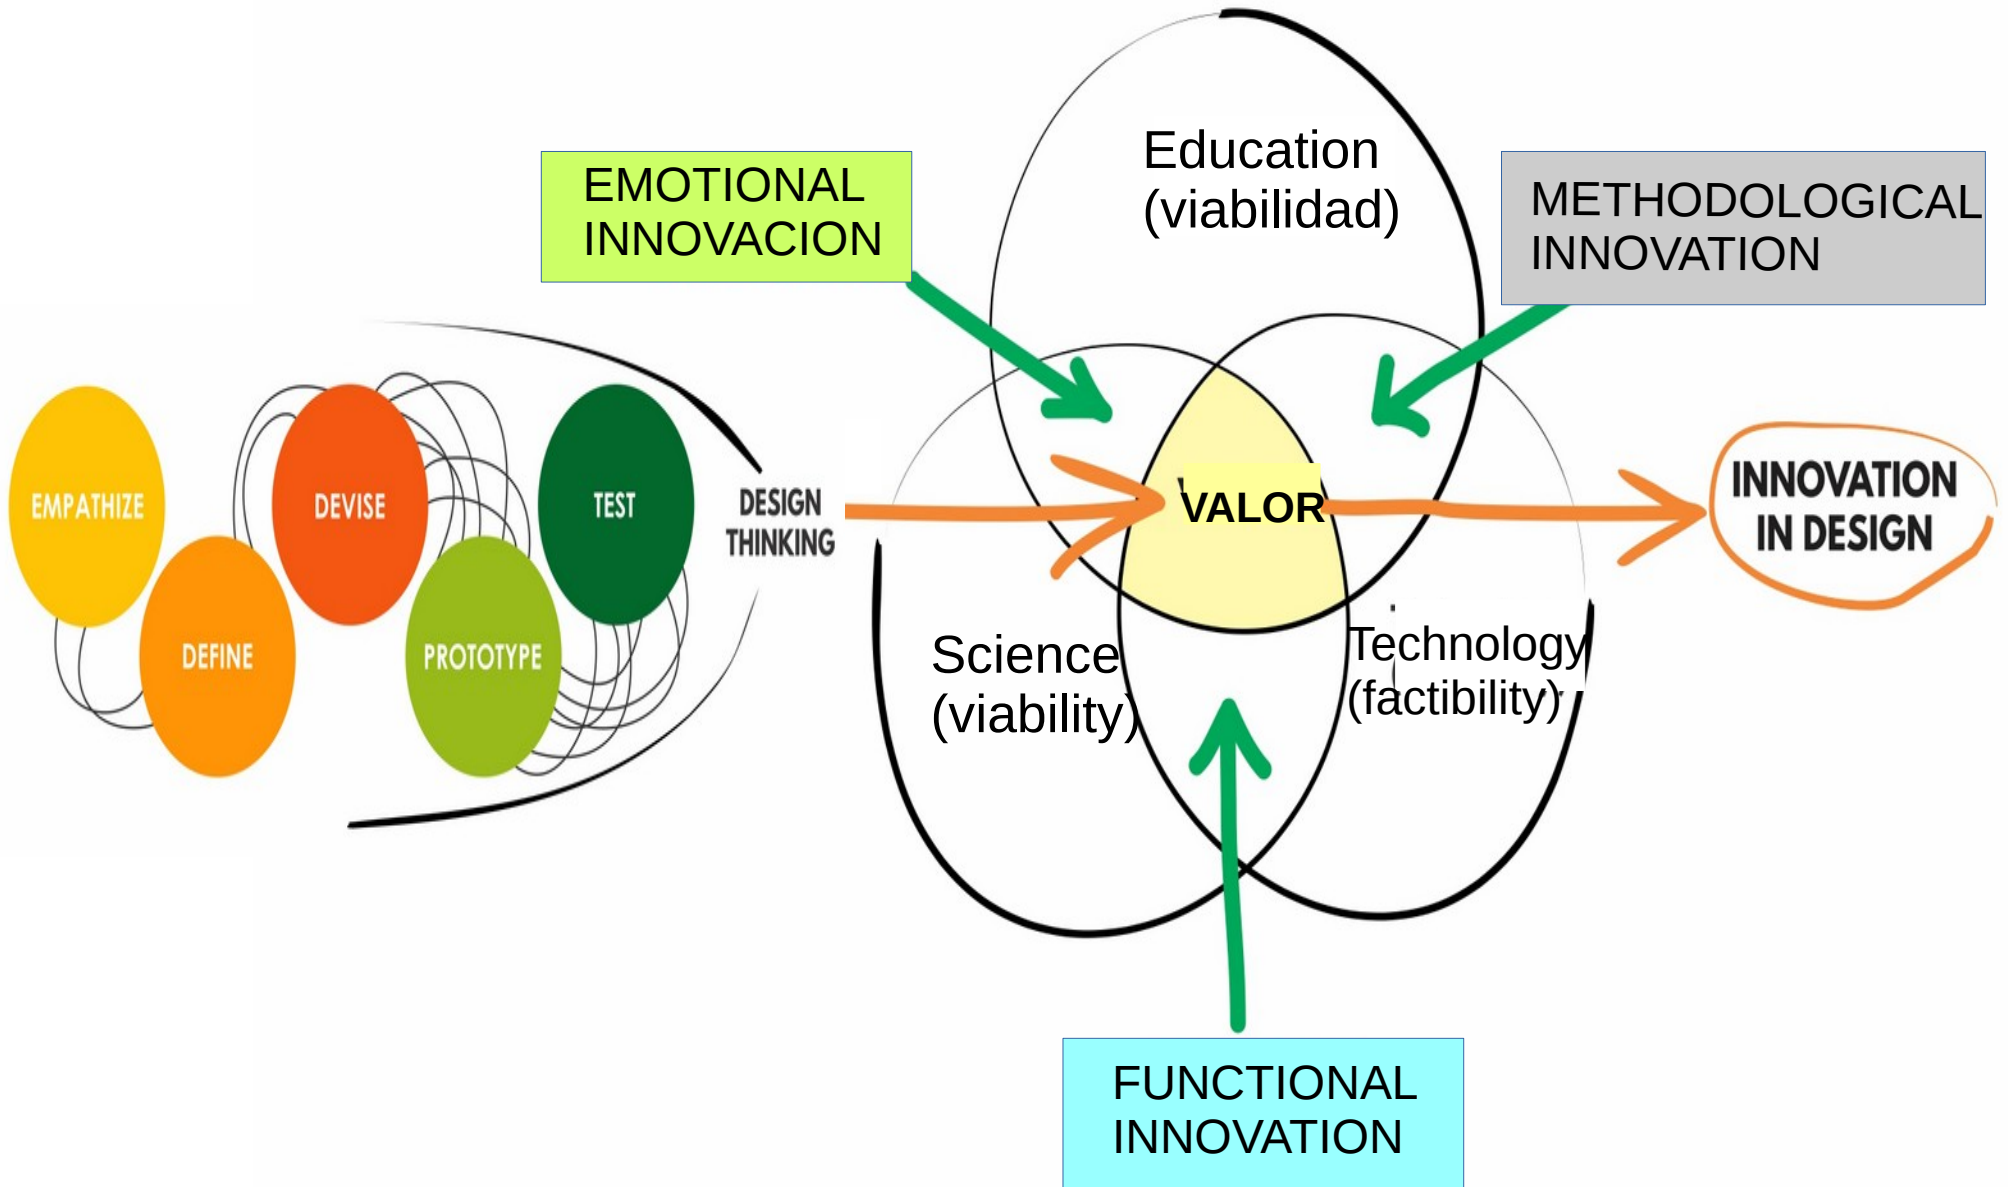 EMPATHIZE
DEFINE
DEVISE
PROTOTYPE
TEST
DESIGN
THINKING
EMOTIONAL
INNOVACION
Education
(viabilidad)
METHODOLOGICAL
INNOVATION
VALOR
Science
(viability)
Technology
(factibility)
FUNCTIONAL
INNOVATION
INNOVATION
IN DESIGN